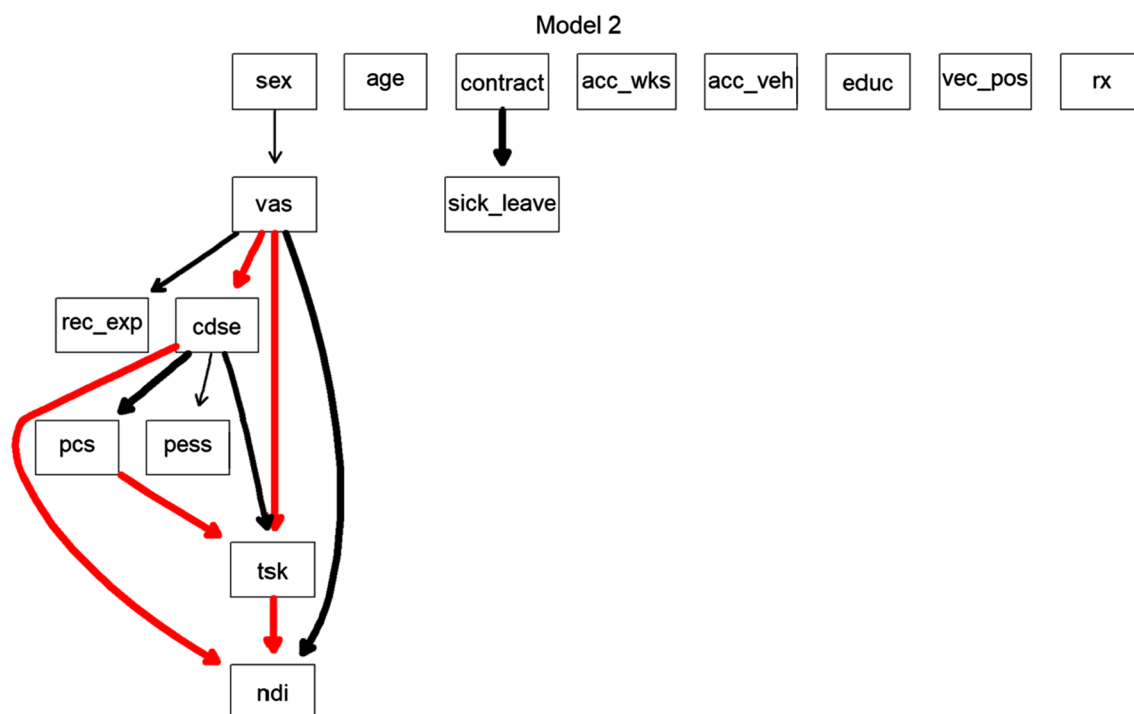 Model 2
sex
age
contract
acc_wks
acc_veh
educ
vec_pos
rx
vas
sick_leave
rec_exp
cdse
pcs
pess
tsk
ndi